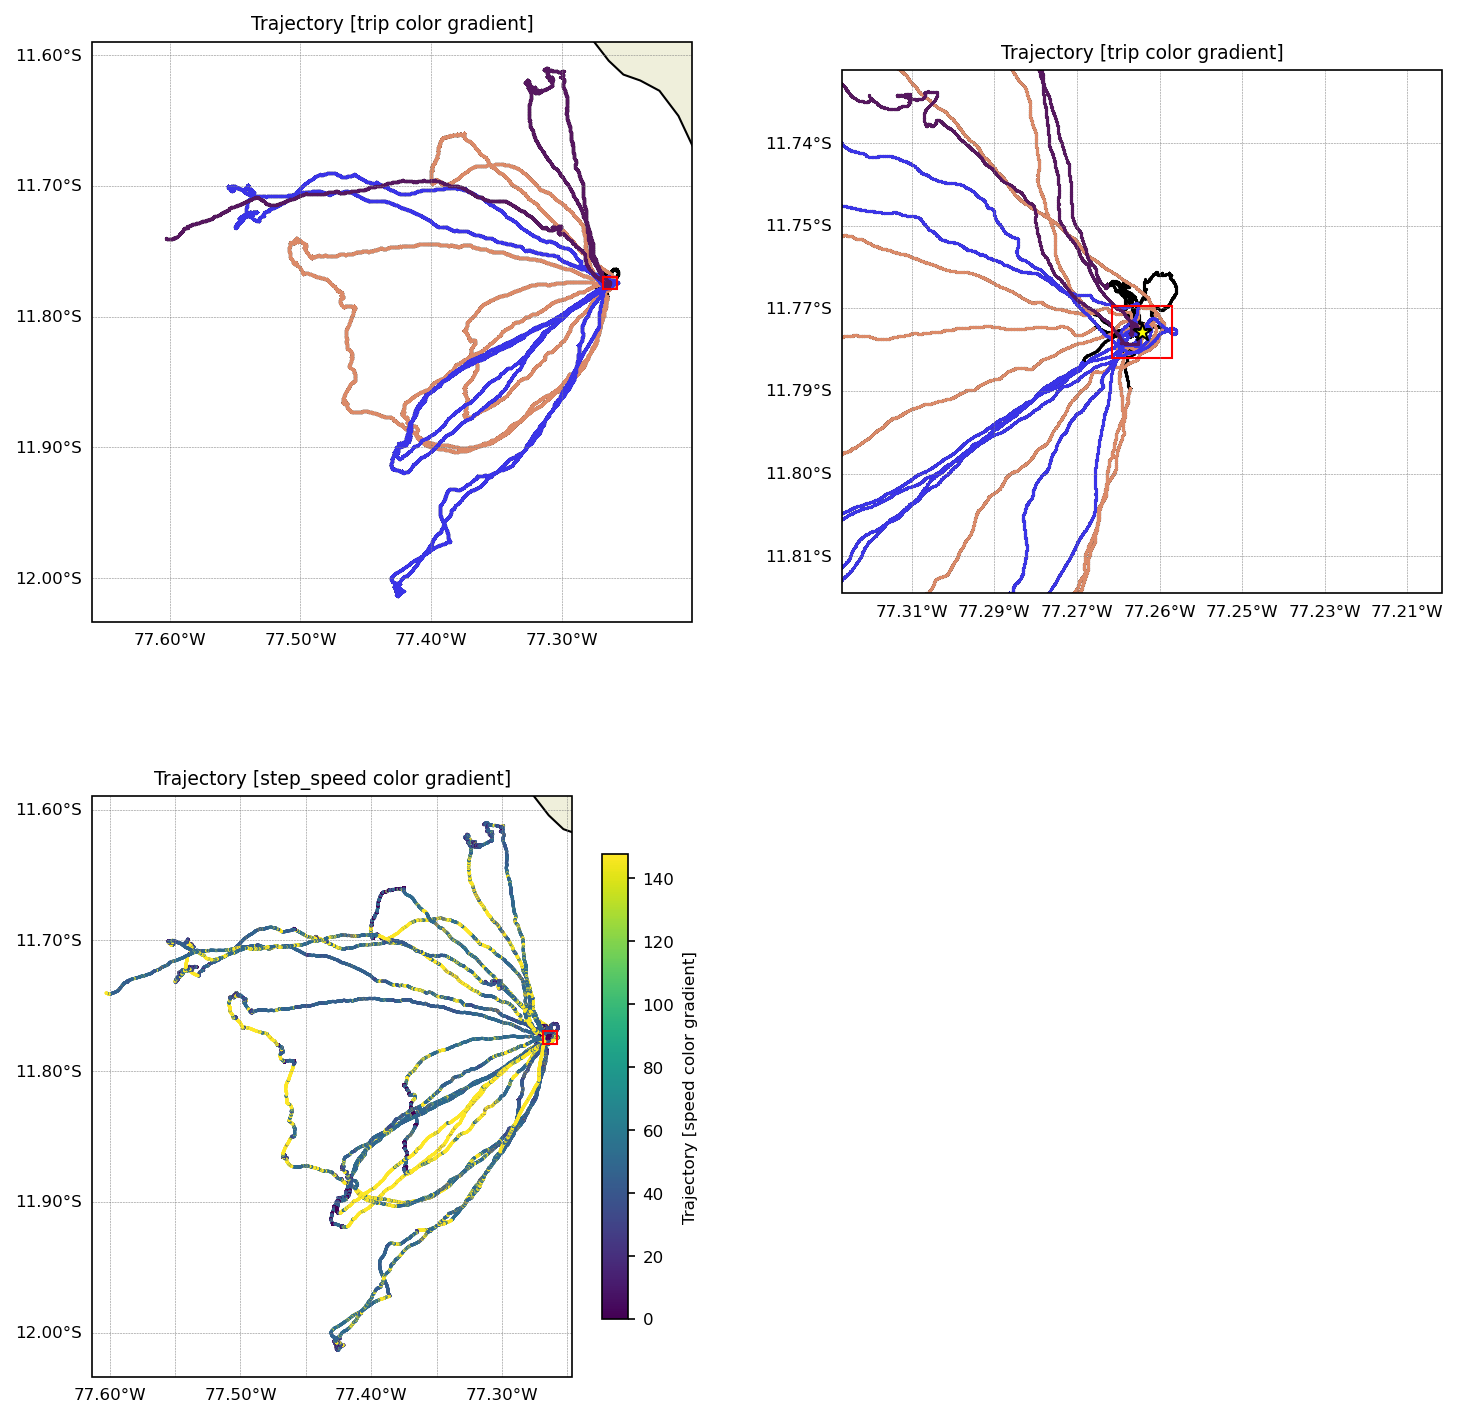 Trajectory [trip color gradient]
11.60°S
11.70°S
11.80°S
11.90°S
12.00°S
77.60°W 77.50°W 77.40°W 77.30°W
Trajectory [trip color gradient]
11.74°S
11.75°S
11.77°S
11.79°S
11.80°S
11.81°S
77.31°W 77.29°W 77.27°W 77.26°W 77.25°W 77.23°W 77.21°W
Trajectory [step_speed color gradient]
11.60°S
11.70°S
11.80°S
11.90°S
12.00°S
77.60°W 77.50°W 77.40°W 77.30°W
140
120
100
80
60
40
20
0
Trajectory [speed color gradient]